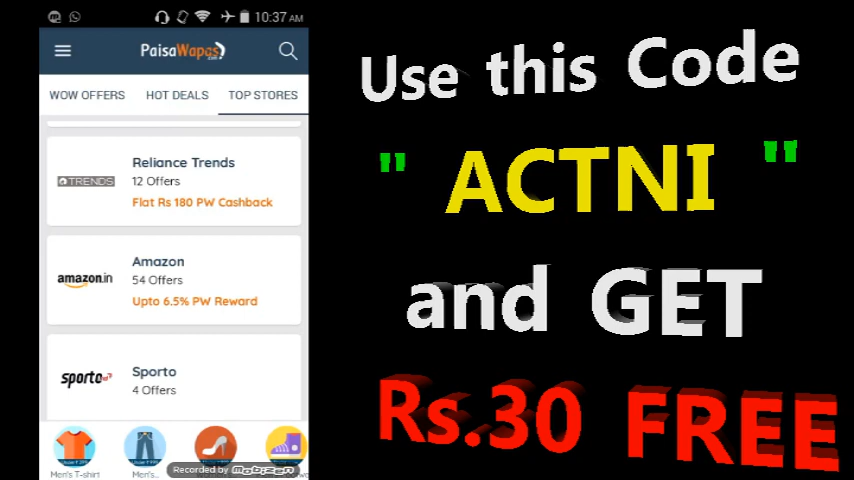 10:37 AM
PaisaWapas
.com
WOW OFFERS HOT DEALS TOP STORES
Reliance Trends
TRENDS
12 Offers
Flat Rs 180 PW Cashback
Amazon
amazon.in
54 Offers
Upto 6.5% PW Reward
Sporto
sporto
4 Offers
Men's T-shirt Men's..
Recorded by mobizen
Use this Code
" ACTNI "
and GET
Rs.30 FREE